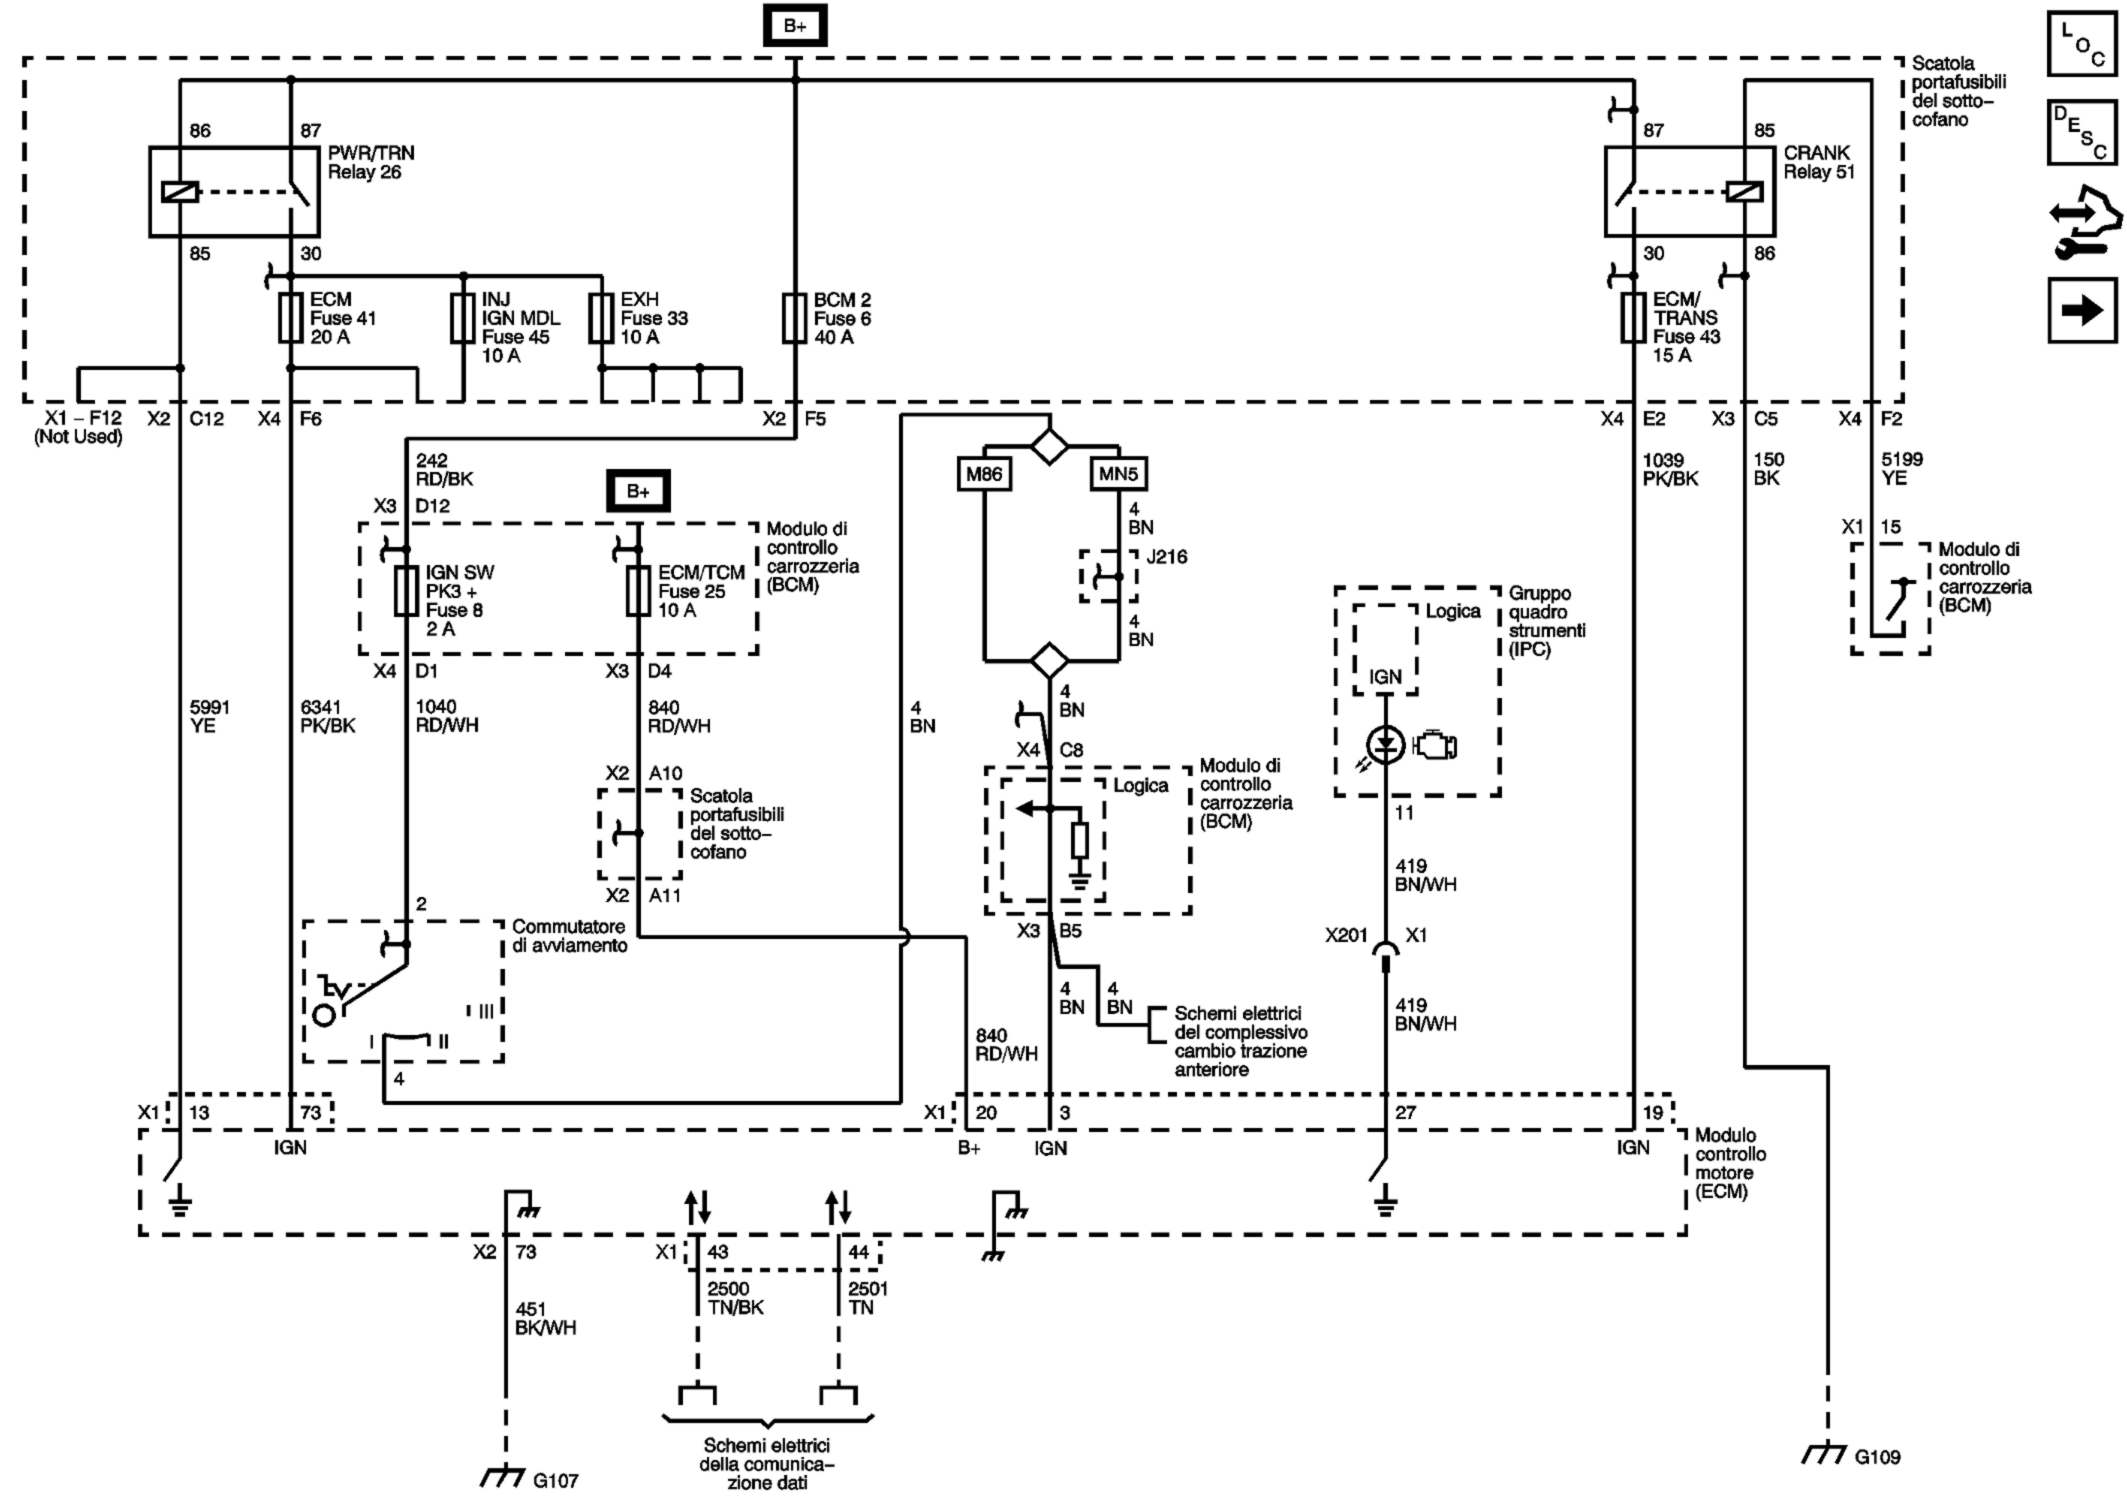 B+
L
O
C
D
E
S
C
Scatola
portafusibili
del sotto–
cofano
86
87
PWR/TRN
Relay 26
85
30
87
85
CRANK
Relay 51
30
86
ECM
Fuse 41
20 A
INJ
IGN MDL
Fuse 45
10 A
EXH
Fuse 33
10 A
BCM 2
Fuse 6
40 A
ECM/
TRANS
Fuse 43
15 A
X1 – F12
(Not Used)
X2 C12
X4 F6
X2 F5
X4 E2
X3 C5
X4 F2
242
RD/BK
X3 D12
B+
M86
MN5
1039
PK/BK
150
BK
5199
YE
4
BN
J216
4
BN
X1 15
Modulo di
controllo
carrozzeria
(BCM)
IGN SW
PK3 +
Fuse 8
2 A
ECM/TCM
Fuse 25
10 A
Modulo di
controllo
carrozzeria
(BCM)
X4 D1
X3 D4
Logica
IGN
Gruppo
quadro
strumenti
(IPC)
5991
YE
6341
PK/BK
1040
RD/WH
840
RD/WH
4
BN
4
BN
X4 C8
Logica
Modulo di
controllo
carrozzeria
(BCM)
X2 A10
Scatola
portafusibili
del sotto–
cofano
X2 A11
11
419
BN/WH
X201 X1
419
BN/WH
2
Commutatore
di avviamento
I
II
III
4
X3 B5
4
BN
4
BN
Schemi elettrici
del complessivo
cambio trazione
anteriore
840
RD/WH
X1 13
73
IGN
X1 20
B+
3
IGN
27
19
IGN
Modulo
controllo
motore
(ECM)
X2 73
X1 43
44
451
BK/WH
2500
TN/BK
2501
TN
Schemi elettrici
della comunica–
zione dati
G107
G109